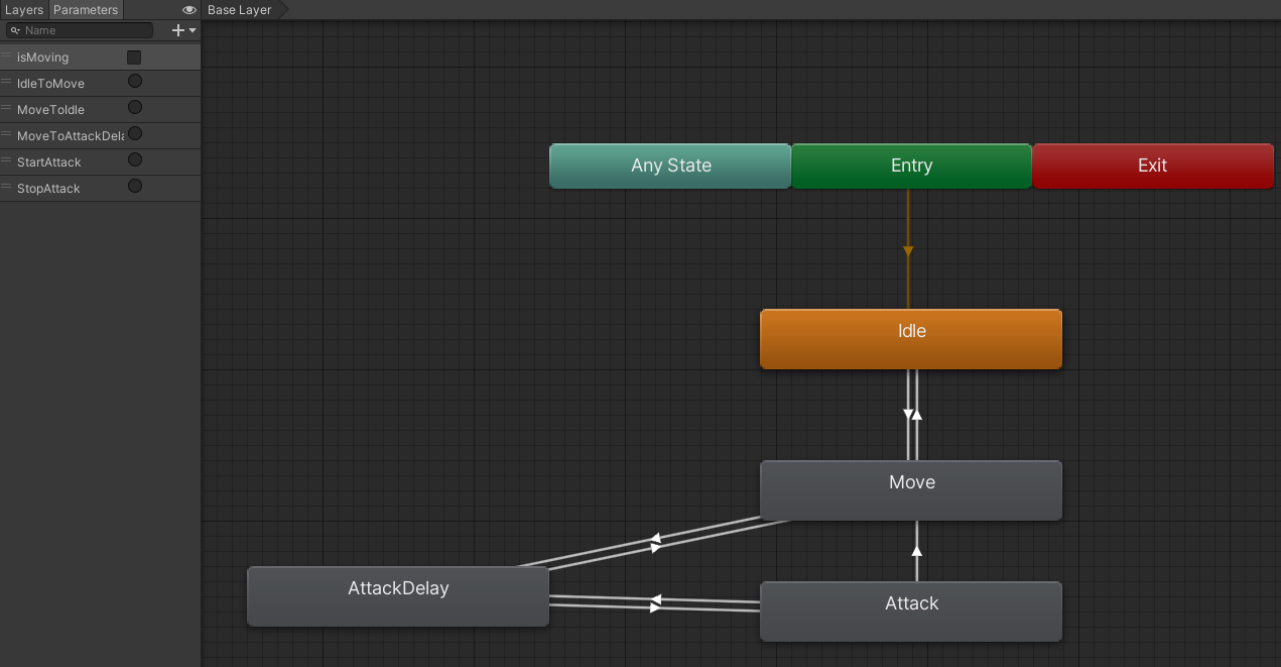 Layers Parameters Base Layer
Name
isMoving
IdleToMove
MoveToIdle
MoveToAttackDela
StartAttack
StopAttack
Any State Entry Exit
Idle
Move
AttackDelay
Attack